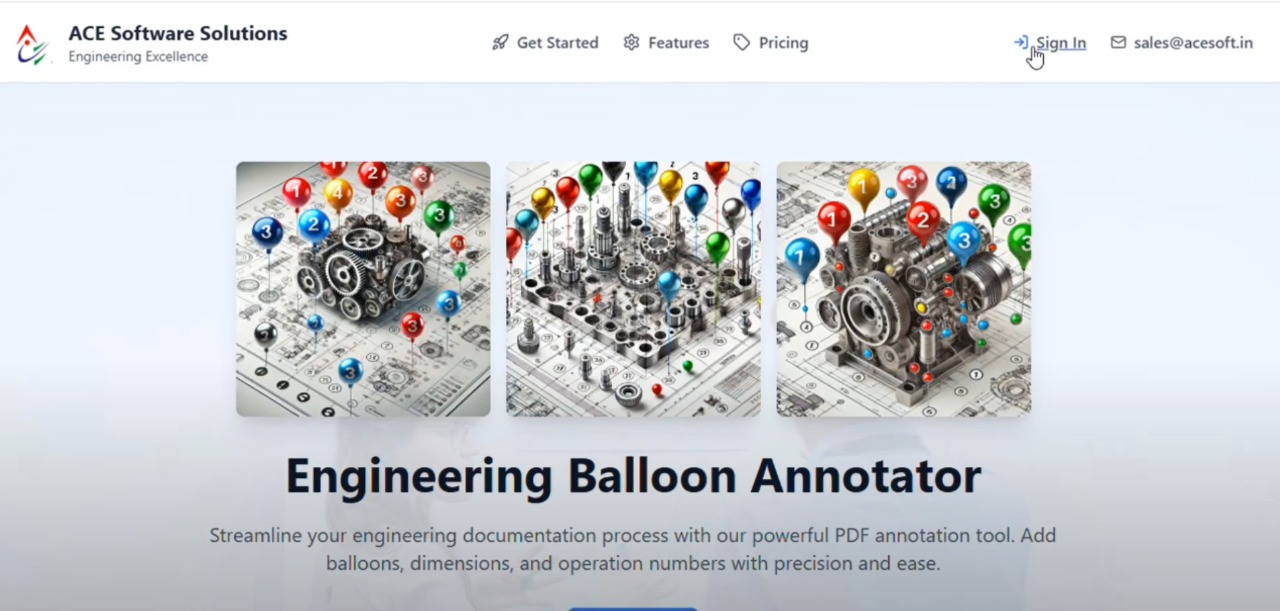 ACE Software Solutions
Engineering Excellence
Get Started
Features
Pricing
Sign In
sales@acesoft.in
Engineering Balloon Annotator
Streamline your engineering documentation process with our powerful PDF annotation tool. Add
balloons, dimensions, and operation numbers with precision and ease.